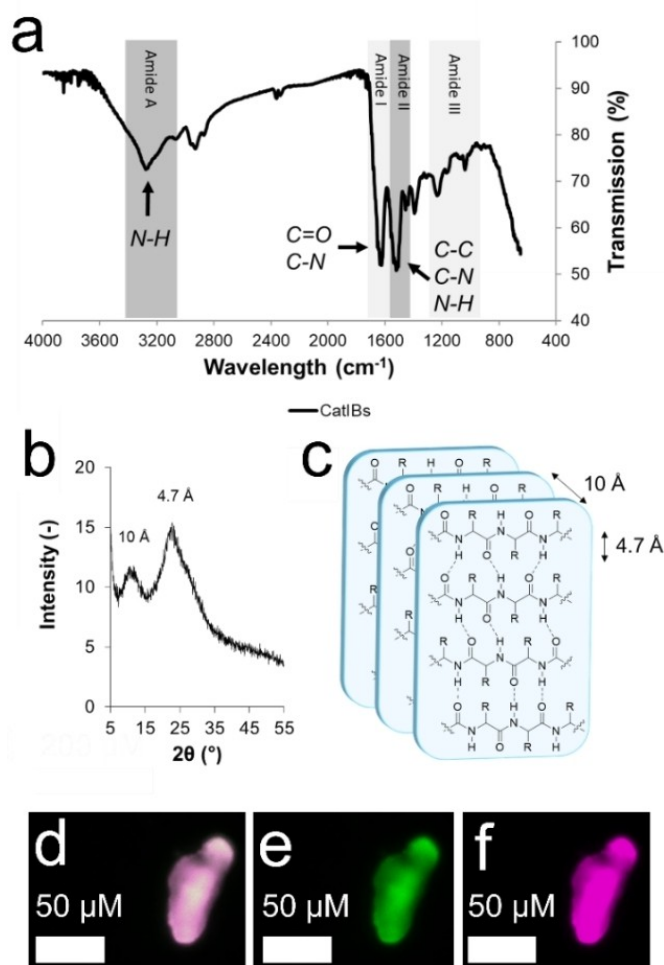 a
Amide A
Amide I
Amide II
Amide III
100
90
80
70
60
50
40
Transmission (%)
N-H
C=O
C-N
C-C
C-N
N-H
4000 3600 3200 2800 2400 2000 1600 1200 800 400
Wavelength (cm⁻¹)
CatIBs
b
20
15
10
5
0
Intensity (-)
10 Å
4.7 Å
5 15 25 35 45 55
2θ (°)
c
10 Å
4.7 Å
O R H O R
H O R H
N N N
N N
R O R O
O R H O R
N N N
N N
H R O R H
R H O R H O
N N N
N N
O R H O
H H R
O R H O R
N N N
N N
H R O R H
d
50 μM
e
50 μM
f
50 μM